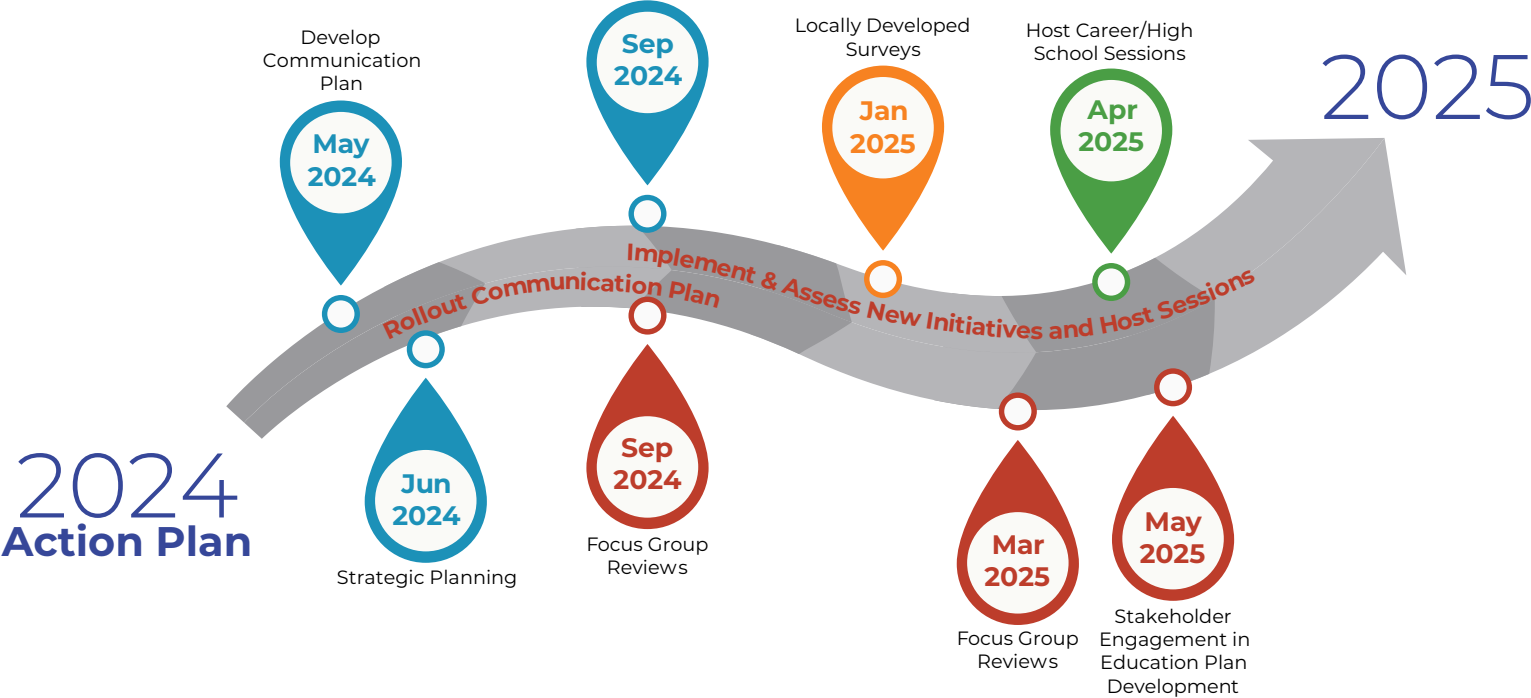 Develop
Communication
Plan
May
2024
Sep
2024
Locally Developed
Surveys
Jan
2025
Host Career/High
School Sessions
Apr
2025
2025
Rollout Communication Plan
Implement & Assess New Initiatives and Host Sessions
2024
Action Plan
Jun
2024
Strategic Planning
Sep
2024
Focus Group
Reviews
Mar
2025
Focus Group
Reviews
May
2025
Stakeholder
Engagement in
Education Plan
Development